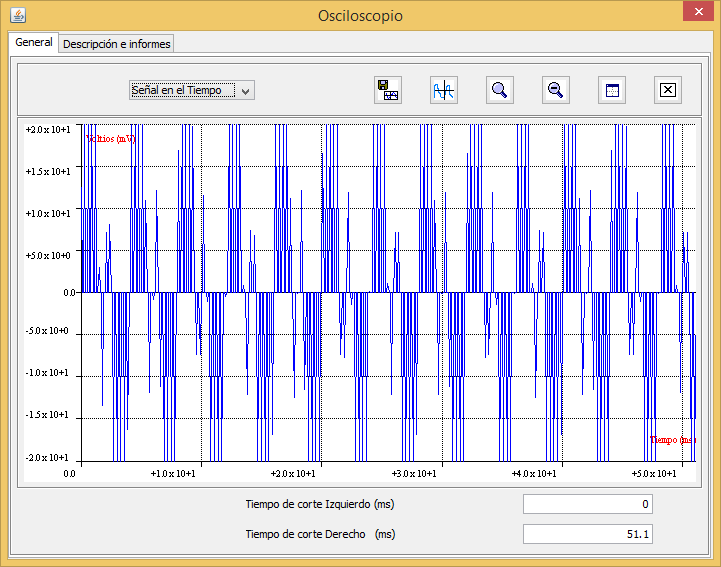 Osciloscopio
General
Descripción e informes
Señal en el Tiempo
+2.0 x 10+1
Voltios (mV)
+1.5 x 10+1
+1.0 x 10+1
+5.0 x 10+0
0.0
-5.0 x 10+0
-1.0 x 10+1
-1.5 x 10+1
Tiempo (ms
-2.0 x 10+1
0.0
+1.0 x 10+1
+2.0 x 10+1
+3.0 x 10+1
+4.0 x 10+1
+5.0 x 10+1
Tiempo de corte Izquierdo (ms)
0
Tiempo de corte Derecho (ms)
51.1